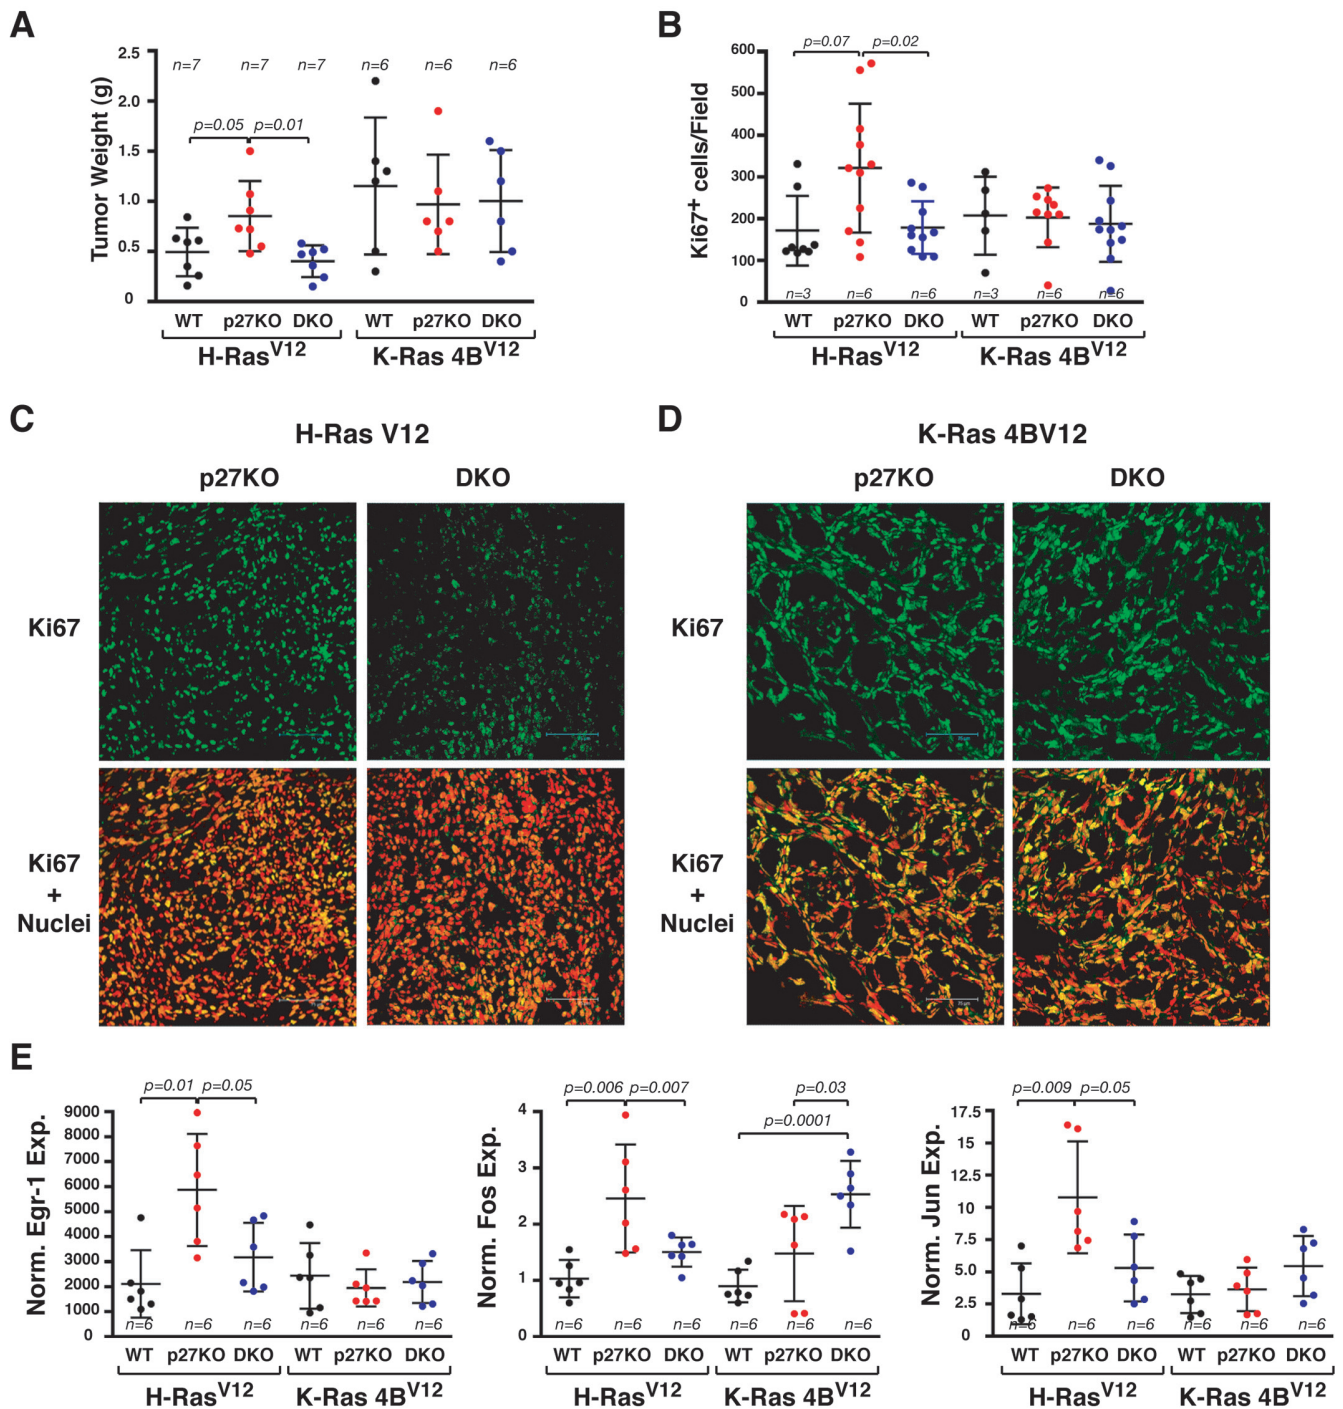 A
Tumor Weight (g)
2.5
2.0
1.5
1.0
0.5
0
n=7 n=7 n=7 n=6 n=6 n=6
p=0.05 p=0.01
WT p27KO DKO WT p27KO DKO
H-RasV12 K-Ras 4BV12
B
Ki67+ cells/Field
600
500
400
300
200
100
0
p=0.07 p=0.02
n=3 n=6 n=6 n=3 n=6 n=6
WT p27KO DKO WT p27KO DKO
H-RasV12 K-Ras 4BV12
C
H-Ras V12
p27KO DKO
Ki67
Ki67
+
Nuclei
D
K-Ras 4BV12
p27KO DKO
Ki67
Ki67
+
Nuclei
E
Norm. Egr-1 Exp.
9000
8000
7000
6000
5000
4000
3000
2000
1000
0
p=0.01 p=0.05
n=6 n=6 n=6 n=6 n=6 n=6
WT p27KO DKO WT p27KO DKO
H-RasV12 K-Ras 4BV12
Norm. Fos Exp.
4
3
2
1
0
p=0.006 p=0.007 p=0.03
p=0.0001
n=6 n=6 n=6 n=6 n=6 n=6
WT p27KO DKO WT p27KO DKO
H-RasV12 K-Ras 4BV12
Norm. Jun Exp.
17.5
15
12.5
10
7.5
5.0
2.5
0
p=0.009 p=0.05
n=6 n=6 n=6 n=6 n=6 n=6
WT p27KO DKO WT p27KO DKO
H-RasV12 K-Ras 4BV12